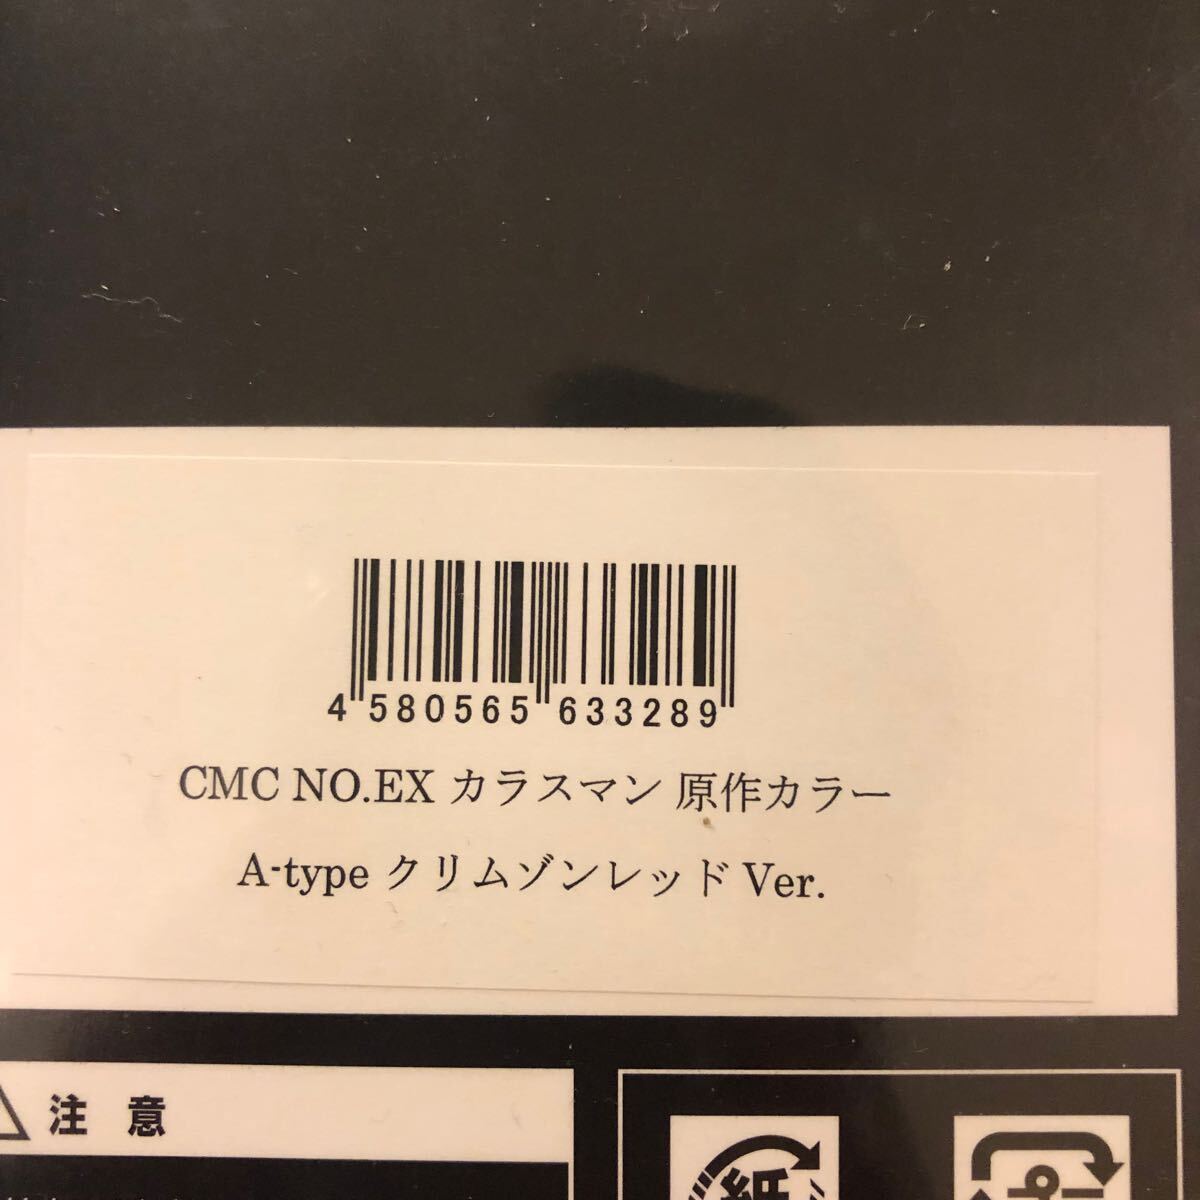 4 580565 633289
CMC NO.EX カラスマン 原作カラー
A-type クリムゾンレッド Ver.
注 意
紙